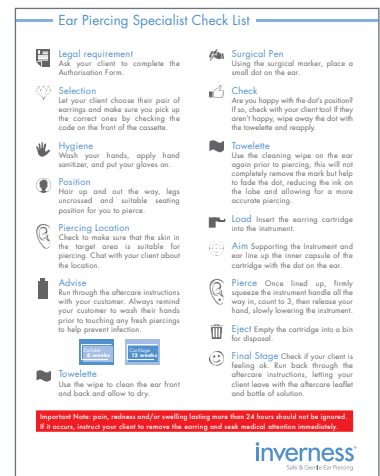 Ear Piercing Specialist Check List
Legal requirement
Ask your client to complete the
Authorisation Form.
Selection
Let your client choose their pair of
earrings and make sure you pick up
the correct ones by checking the
code on the front of the cassette.
Hygiene
Wash your hands, apply hand
sanitizer, and put your gloves on.
Position
Hair up and out the way, legs
uncrossed and suitable seating
position for you to pierce.
Piercing Location
Check to make sure that the skin in
the target area is suitable for
piercing. Chat with your client about
the location.
Advise
Run through the aftercare instructions
with your customer. Always remind
your customer to wash their hands
prior to touching any fresh piercings
to help prevent infection.
Earlobe
6 weeks
Cartilage
12 weeks
Towelette
Use the wipe to clean the ear front
and back and allow to dry.
Surgical Pen
Using the surgical marker, place a
small dot on the ear.
Check
Are you happy with the dot's position?
If so, check with your client too! If they
aren't happy, wipe away the dot with
the towelette and reapply.
Towelette
Use the cleaning wipe on the ear
again prior to piercing, this will not
completely remove the mark but help
to fade the dot, reducing the ink on
the lobe and allowing for a more
accurate piercing.
Load Insert the earring cartridge
into the instrument.
Aim Supporting the Instrument and
ear line up the inner capsule of the
cartridge with the dot on the ear.
Pierce Once lined up, firmly
squeeze the instrument handle all the
way in, count to 3, then release your
hand, slowly lowering the instrument.
Eject Empty the cartridge into a bin
for disposal.
Final Stage Check if your client is
feeling ok. Run back through the
aftercare instructions, letting your
client leave with the aftercare leaflet
and bottle of solution.
Important Note: pain, redness and/or swelling lasting more than 24 hours should not be ignored.
If it occurs, instruct your client to remove the earring and seek medical attention immediately.
inverness
Safe & Gentle Ear Piercing